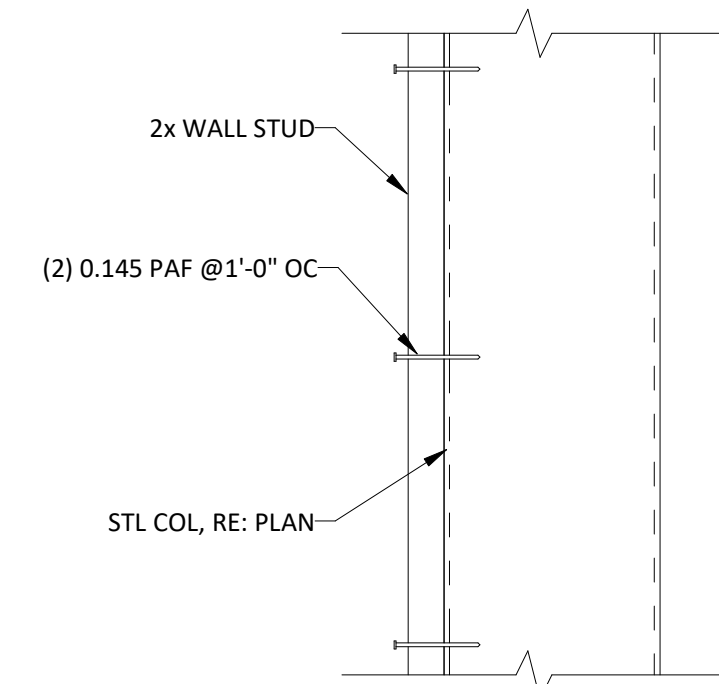 2x WALL STUD
(2) 0.145 PAF @1'-0" OC
STL COL, RE: PLAN